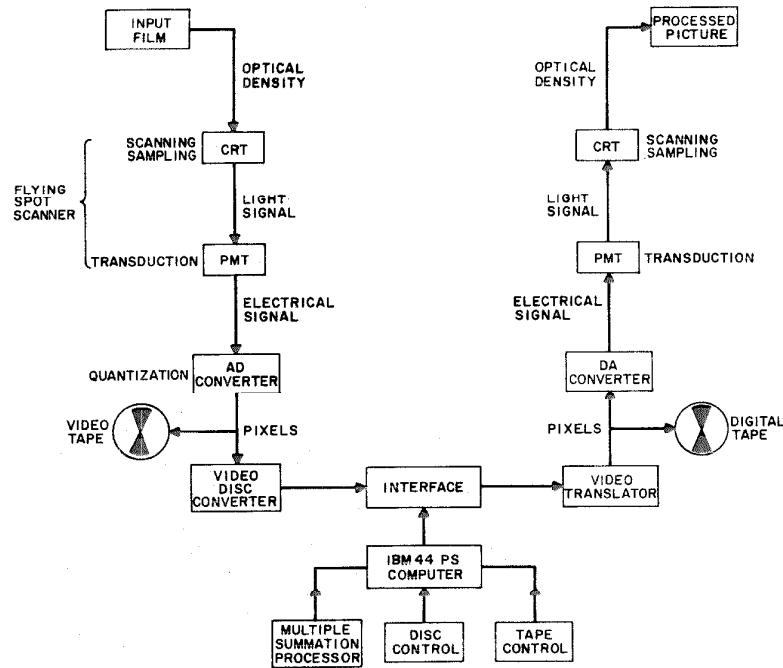 INPUT
FILM
OPTICAL
DENSITY
SCANNING
SAMPLING
CRT
FLYING
SPOT
SCANNER
LIGHT
SIGNAL
TRANSDUCTION
PMT
ELECTRICAL
SIGNAL
QUANTIZATION
AD
CONVERTER
VIDEO
TAPE
PIXELS
VIDEO
DISC
CONVERTER
INTERFACE
IBM 44 PS
COMPUTER
MULTIPLE
SUMMATION
PROCESSOR
DISC
CONTROL
TAPE
CONTROL
PROCESSED
PICTURE
OPTICAL
DENSITY
CRT
SCANNING
SAMPLING
LIGHT
SIGNAL
PMT
TRANSDUCTION
ELECTRICAL
SIGNAL
DA
CONVERTER
PIXELS
DIGITAL
TAPE
VIDEO
TRANSLATOR